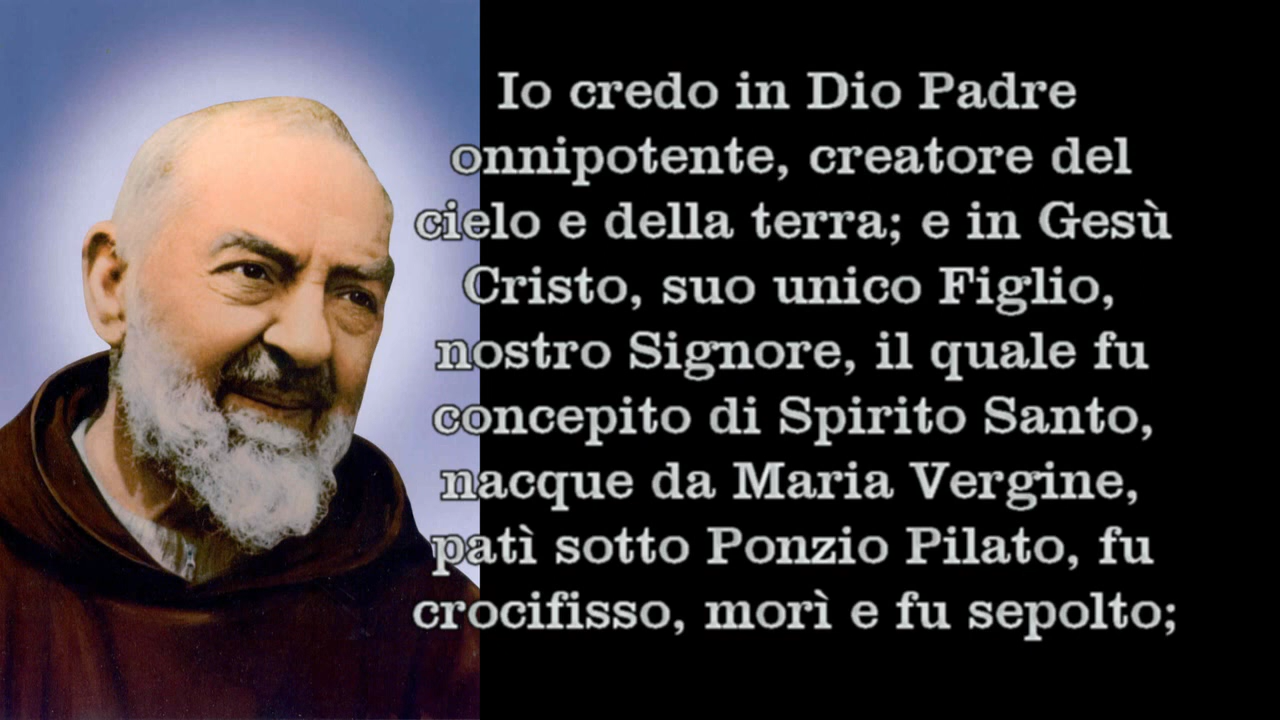 Io credo in Dio Padre
onnipotente, creatore del
cielo e della terra; e in Gesù
Cristo, suo unico Figlio,
nostro Signore, il quale fu
concepito di Spirito Santo,
nacque da Maria Vergine,
patì sotto Ponzio Pilato, fu
crocifisso, morì e fu sepolto;